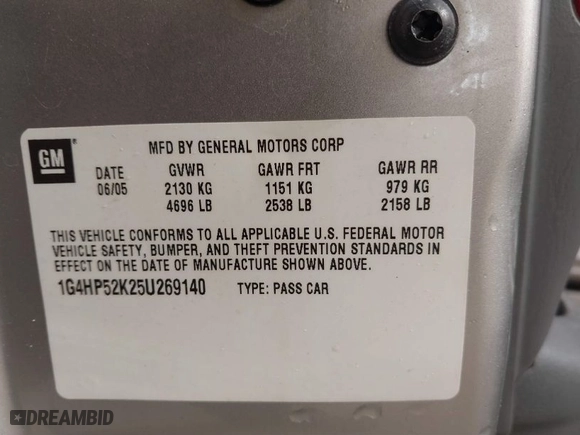 GM
MFD BY GENERAL MOTORS CORP
DATE GVWR GAWR FRT GAWR RR
06/05 2130 KG 1151 KG 979 KG
4696 LB 2538 LB 2158 LB
THIS VEHICLE CONFORMS TO ALL APPLICABLE U.S. FEDERAL MOTOR
VEHICLE SAFETY, BUMPER, AND THEFT PREVENTION STANDARDS IN
EFFECT ON THE DATE OF MANUFACTURE SHOWN ABOVE.
1G4HP52K25U269140 TYPE: PASS CAR
DREAMBID